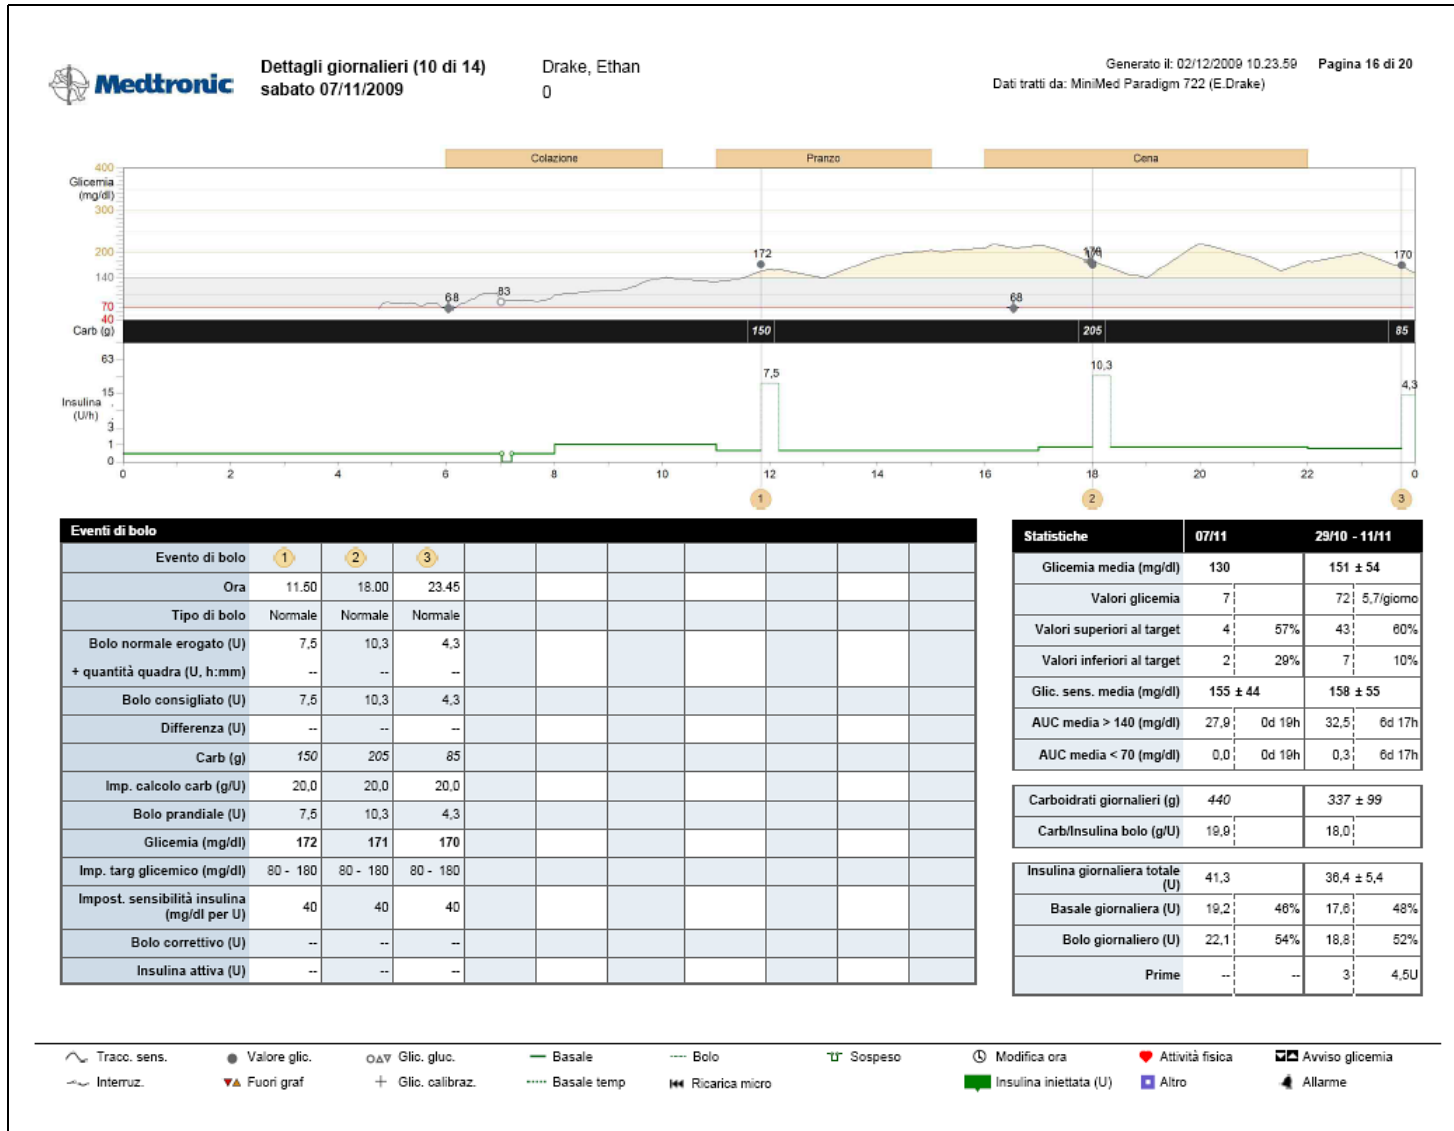 Medtronic
Dettagli giornalieri (10 di 14)
sabato 07/11/2009
Drake, Ethan
0
Generato il: 02/12/2009 10.23.59 Pagina 16 di 20
Dati tratti da: MiniMed Paradigm 722 (E.Drake)
Colazione Pranzo Cena
400
Glicemia
(mg/dl)
300
200
140
70
40
68 83 172 68 171 170
Carb (g) 150 205 85
63
15
Insulina
(U/h)
3
1
0
7,5 10,3 4,3
0 2 4 6 8 10 12 14 16 18 20 22 0
1 2 3
Eventi di bolo
Evento di bolo 1 2 3
Ora 11.50 18.00 23.45
Tipo di bolo Normale Normale Normale
Bolo normale erogato (U) 7,5 10,3 4,3
+ quantità quadra (U, h:mm) -- -- --
Bolo consigliato (U) 7,5 10,3 4,3
Differenza (U) -- -- --
Carb (g) 150 205 85
Imp. calcolo carb (g/U) 20,0 20,0 20,0
Bolo prandiale (U) 7,5 10,3 4,3
Glicemia (mg/dl) 172 171 170
Imp. targ glicemico (mg/dl) 80 - 180 80 - 180 80 - 180
Impost. sensibilità insulina
(mg/dl per U) 40 40 40
Bolo correttivo (U) -- -- --
Insulina attiva (U) -- -- --
Statistiche 07/11 29/10 - 11/11
Glicemia media (mg/dl) 130 151 ± 54
Valori glicemia 7 72 5,7/giorno
Valori superiori al target 4 57% 43 60%
Valori inferiori al target 2 29% 7 10%
Glic. sens. media (mg/dl) 155 ± 44 158 ± 55
AUC media > 140 (mg/dl) 27,9 0d 19h 32,5 6d 17h
AUC media < 70 (mg/dl) 0,0 0d 19h 0,3 6d 17h
Carboidrati giornalieri (g) 440 337 ± 99
Carb/Insulina bolo (g/U) 19,9 18,0
Insulina giornaliera totale
(U) 41,3 36,4 ± 5,4
Basale giornaliera (U) 19,2 46% 17,6 48%
Bolo giornaliero (U) 22,1 54% 18,8 52%
Prime -- -- 3 4,5U
Tracc. sens. Valore glic. Glic. gluc. Basale Bolo Sospeso Modifica ora Attività fisica Avviso glicemia
Interruz. Fuori graf Glic. calibraz. Basale temp Ricarica micro Insulina iniettata (U) Altro Allarme